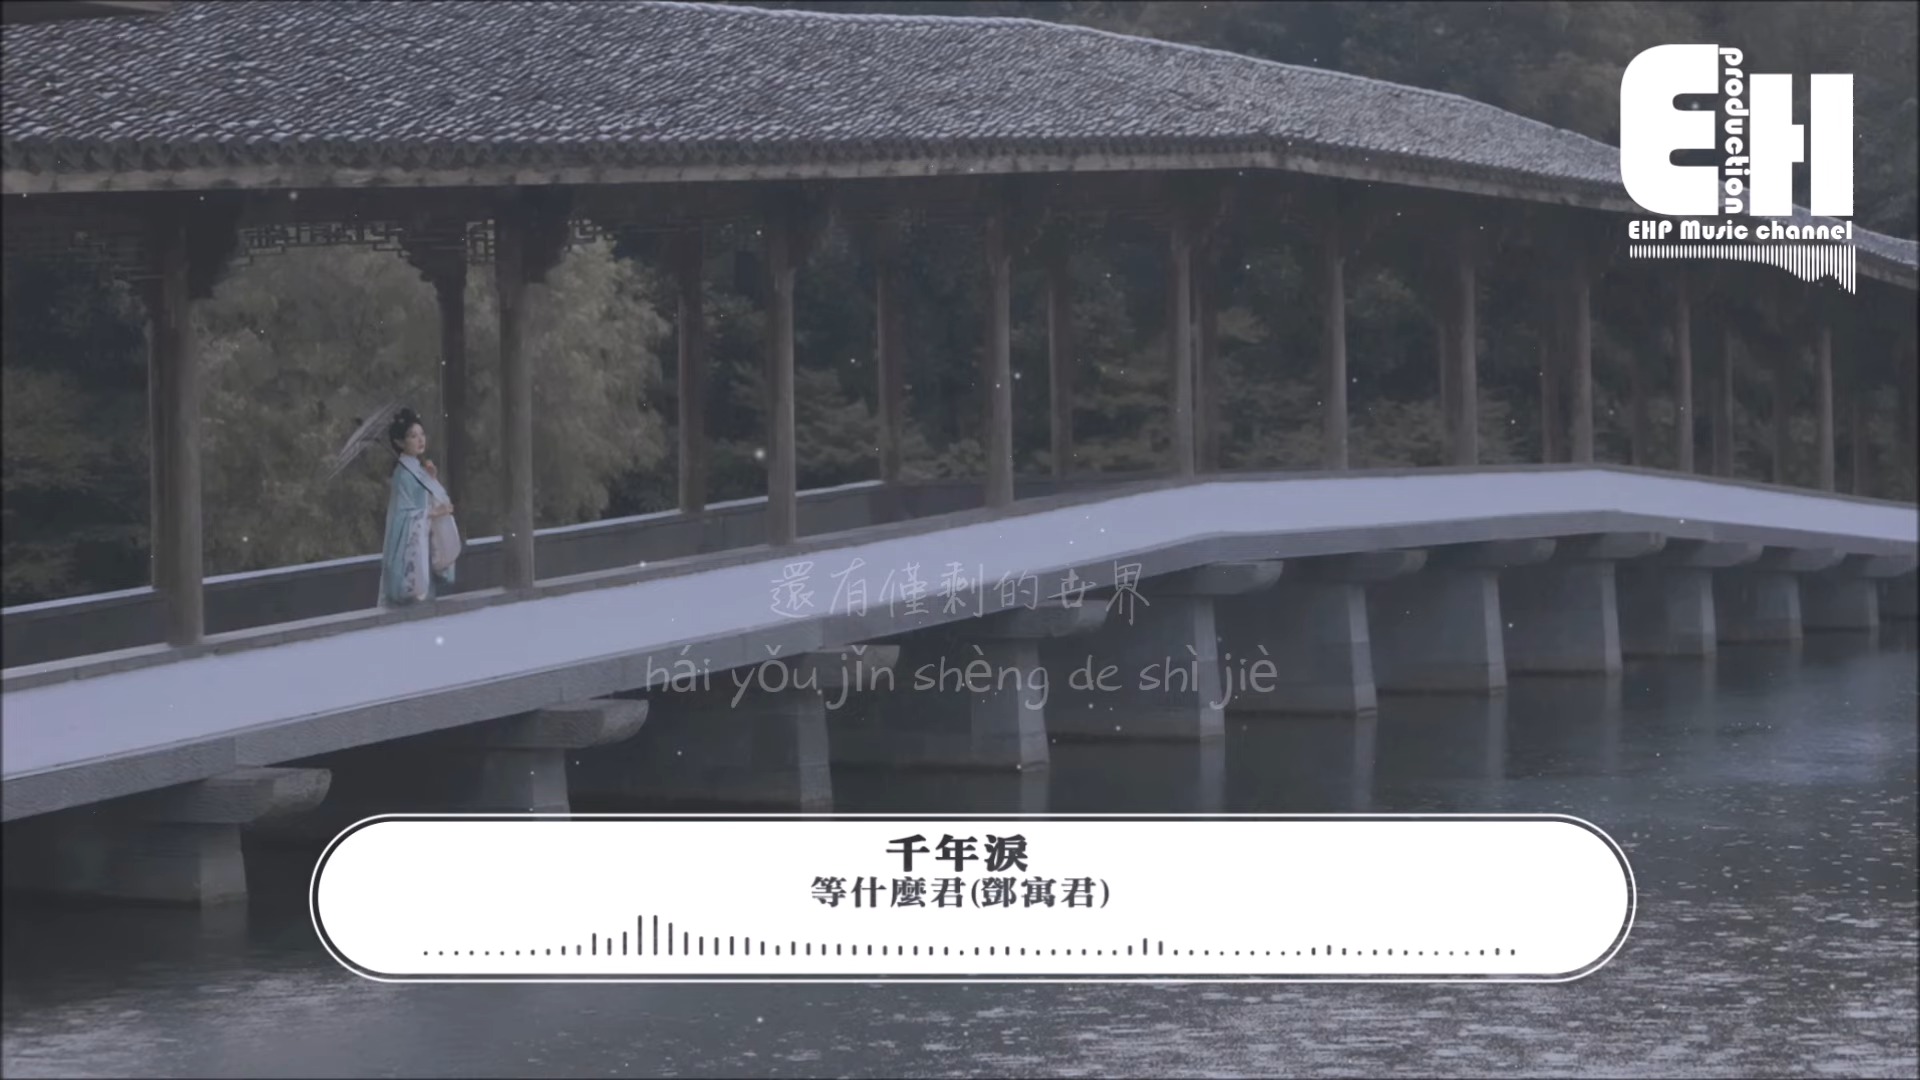 EH
production
EHP Music channel
還有僅剩的世界
hái yǒu jǐn shèng de shì jiè
千年淚
等什麼君(鄧寓君)